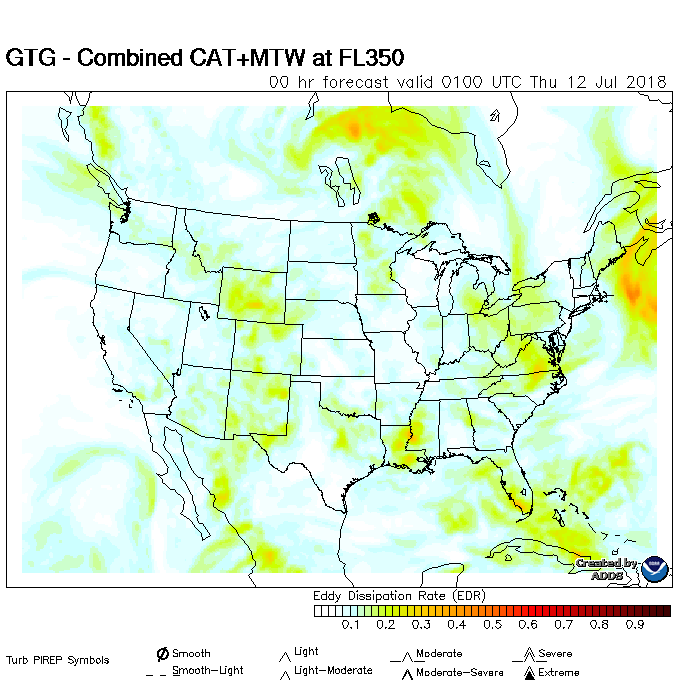 GTG - Combined CAT+MTW at FL350
00 hr forecast valid 0100 UTC Thu 12 Jul 2018
Created by
ADDS
Eddy Dissipation Rate (EDR)
0.1 0.2 0.3 0.4 0.5 0.6 0.7 0.8 0.9
Turb PIREP Symbols
Smooth
Light
Moderate
Severe
Smooth-Light
Light-Moderate
Moderate-Severe
Extreme